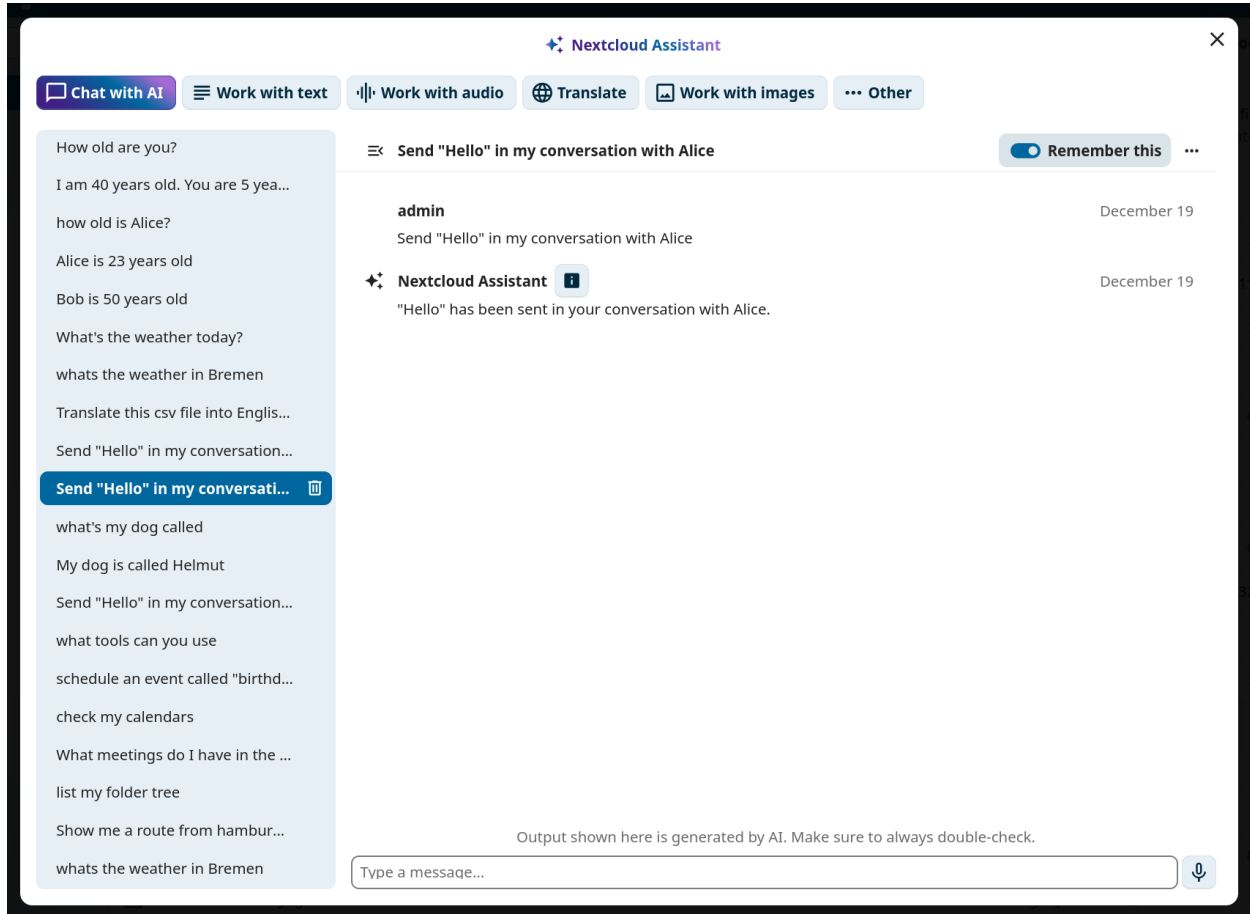 Nextcloud Assistant
Chat with AI
Work with text
Work with audio
Translate
Work with images
Other
How old are you?
I am 40 years old. You are 5 yea...
how old is Alice?
Alice is 23 years old
Bob is 50 years old
What's the weather today?
whats the weather in Bremen
Translate this csv file into Englis...
Send "Hello" in my conversation...
Send "Hello" in my conversati...
what's my dog called
My dog is called Helmut
Send "Hello" in my conversation...
what tools can you use
schedule an event called "birthd...
check my calendars
What meetings do I have in the ...
list my folder tree
Show me a route from hambur...
whats the weather in Bremen
Send "Hello" in my conversation with Alice
Remember this
admin
December 19
Send "Hello" in my conversation with Alice
Nextcloud Assistant
December 19
"Hello" has been sent in your conversation with Alice.
Output shown here is generated by AI. Make sure to always double-check.
Type a message...